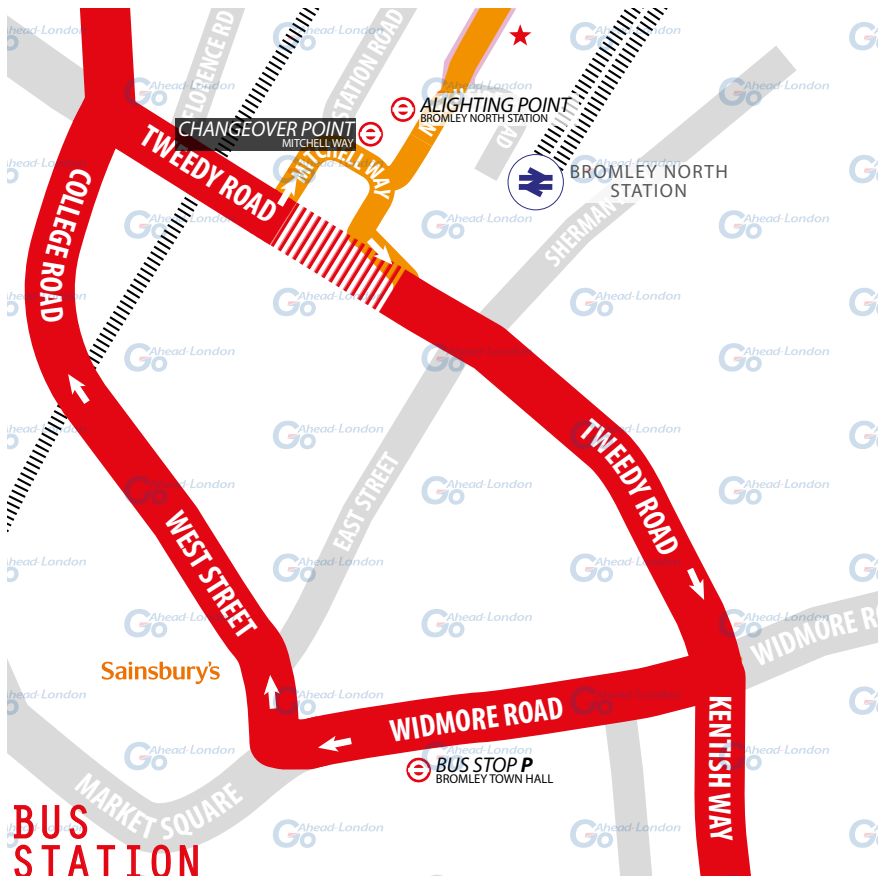 FLORENCE RD
STATION ROAD
ALIGHTING POINT
BROMLEY NORTH STATION
CHANGEOVER POINT
MITCHELL WAY
TWEEDY ROAD
MITCHELL WAY
BROMLEY NORTH
STATION
SHERMAN
COLLEGE ROAD
TWEEDY ROAD
EAST STREET
WEST STREET
WIDMORE RO
Sainsbury's
WIDMORE ROAD
KENTISH WAY
BUS STOP P
BROMLEY TOWN HALL
MARKET SQUARE
BUS
STATION
Go Ahead-London